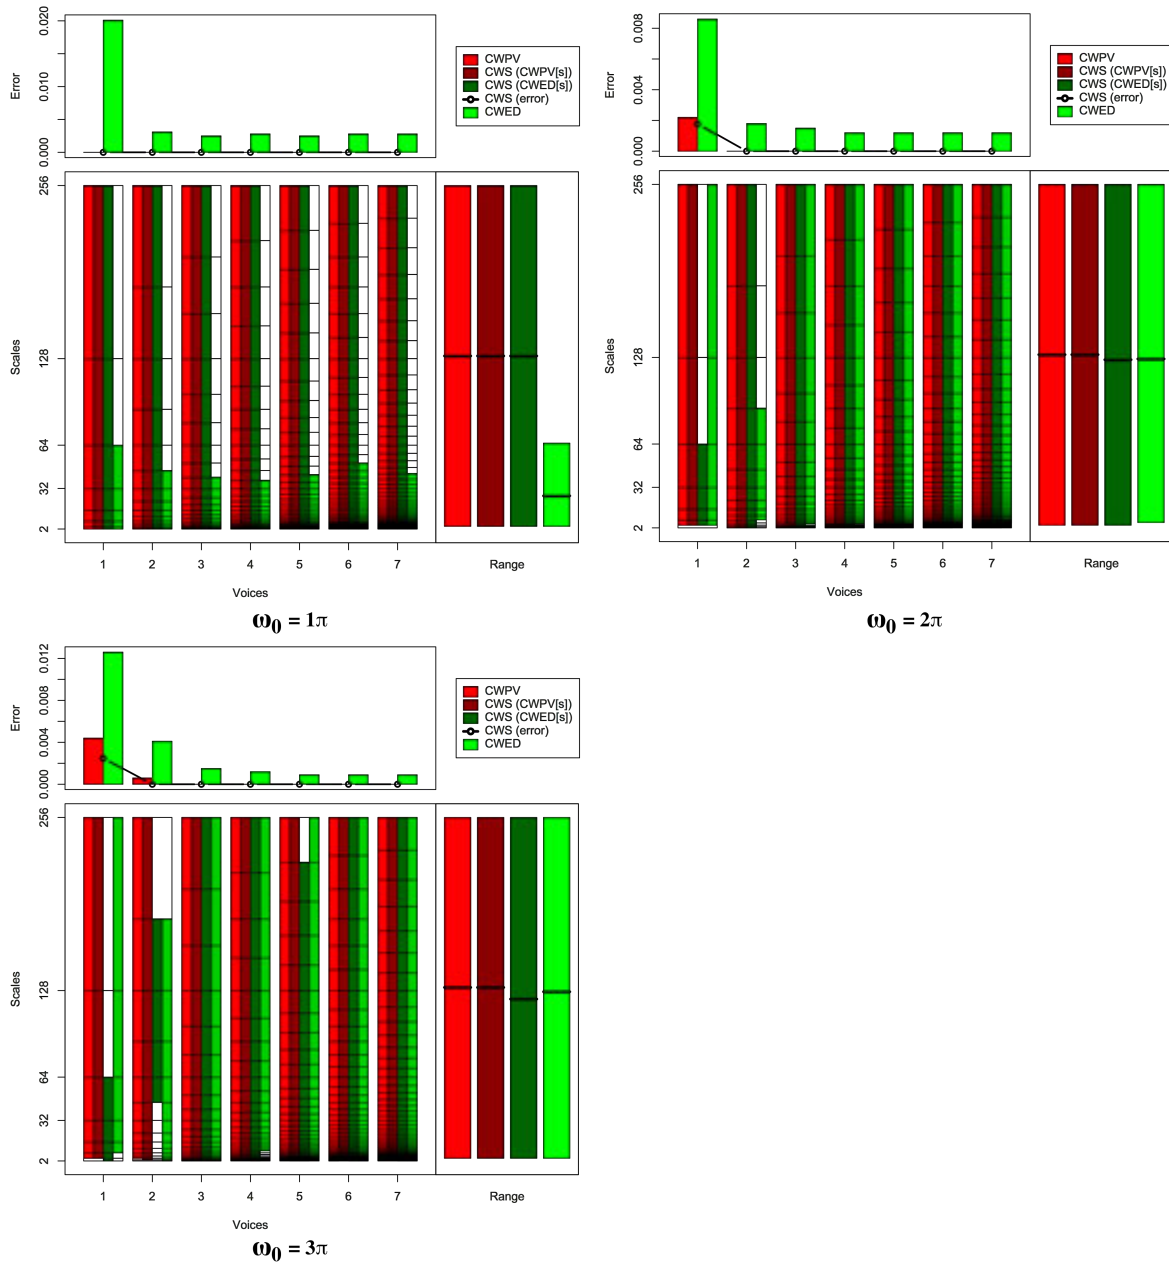 Error
0.000
0.010
0.020
CWPV
CWS (CWPV[s])
CWS (CWED[s])
CWS (error)
CWED
Scales
256
128
64
32
2
1 2 3 4 5 6 7
Range
Voices
ω0 = 1π
Error
0.000
0.004
0.008
CWPV
CWS (CWPV[s])
CWS (CWED[s])
CWS (error)
CWED
Scales
256
128
64
32
2
1 2 3 4 5 6 7
Range
Voices
ω0 = 2π
Error
0.000
0.004
0.008
0.012
CWPV
CWS (CWPV[s])
CWS (CWED[s])
CWS (error)
CWED
Scales
256
128
64
32
2
1 2 3 4 5 6 7
Range
Voices
ω0 = 3π